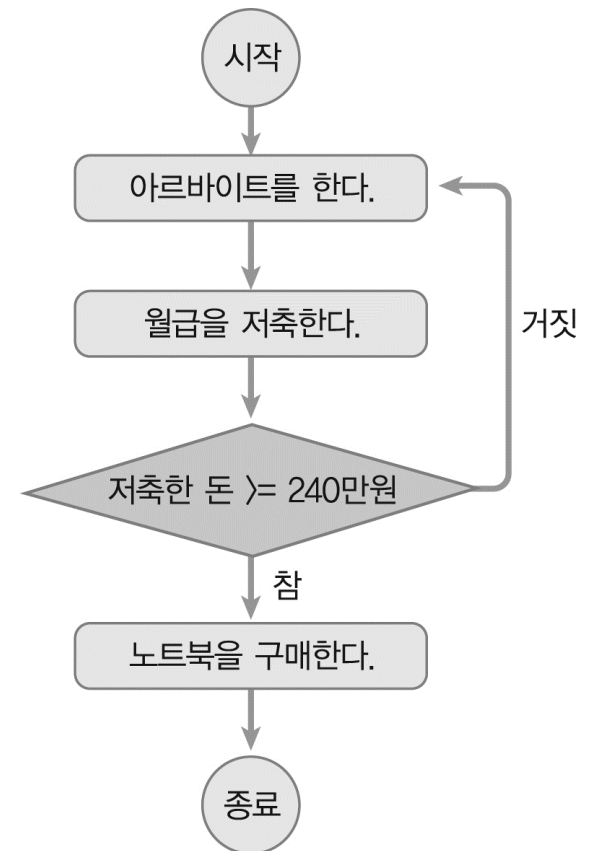 시작
아르바이트를 한다.
월급을 저축한다.
거짓
저축한 돈 >= 240만원
참
노트북을 구매한다.
종료